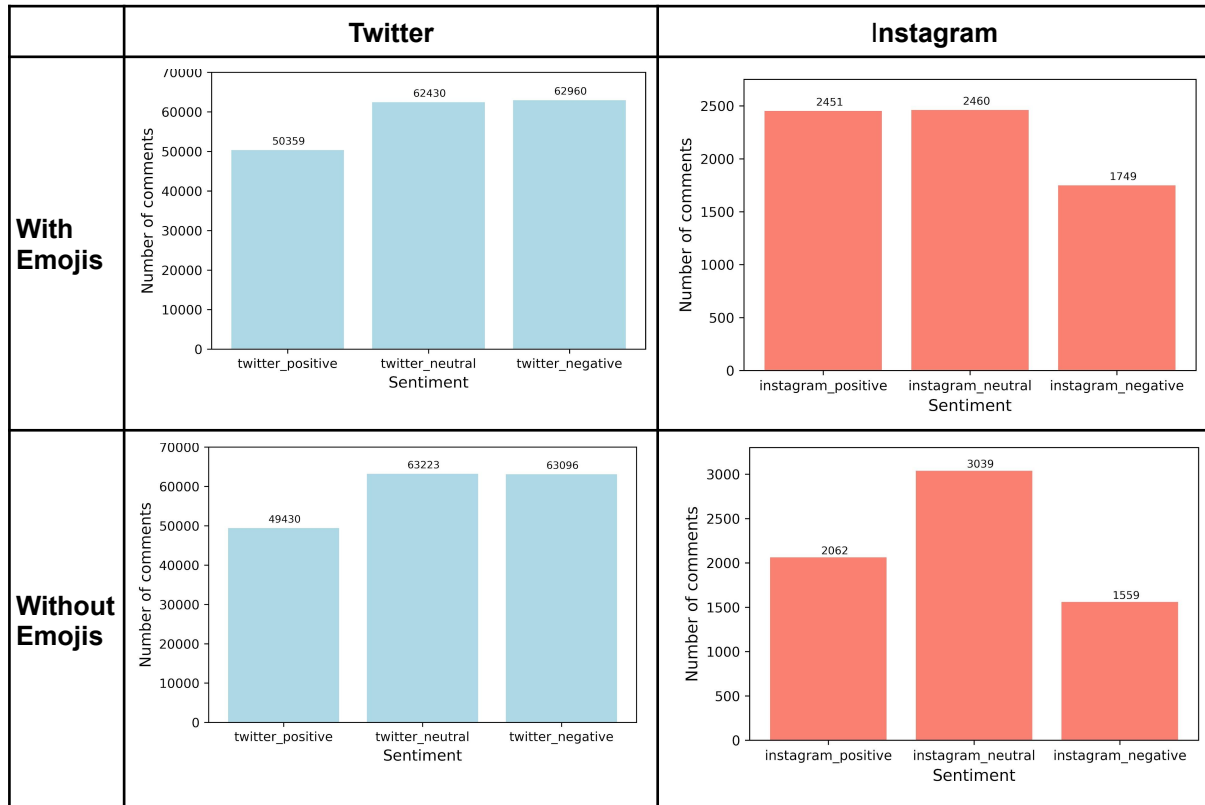 Twitter
Instagram
With
Emojis
Number of comments
70000
60000
50000
40000
30000
20000
10000
0
50359
62430
62960
twitter_positive
twitter_neutral
twitter_negative
Sentiment
Number of comments
2500
2000
1500
1000
500
0
2451
2460
1749
instagram_positive
instagram_neutral
instagram_negative
Sentiment
Without
Emojis
Number of comments
70000
60000
50000
40000
30000
20000
10000
0
49430
63223
63096
twitter_positive
twitter_neutral
twitter_negative
Sentiment
Number of comments
3000
2500
2000
1500
1000
500
0
2062
3039
1559
instagram_positive
instagram_neutral
instagram_negative
Sentiment